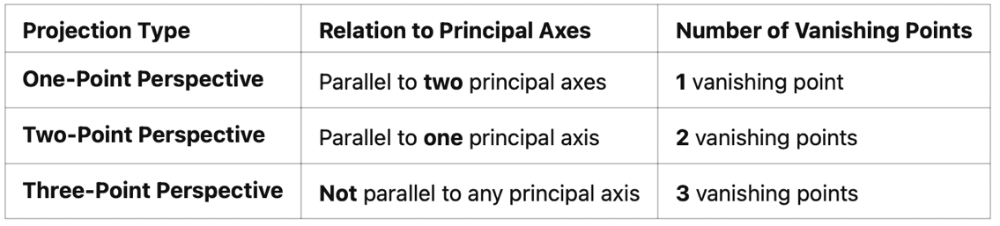 Projection Type Relation to Principal Axes Number of Vanishing Points
One-Point Perspective Parallel to two principal axes 1 vanishing point
Two-Point Perspective Parallel to one principal axis 2 vanishing points
Three-Point Perspective Not parallel to any principal axis 3 vanishing points